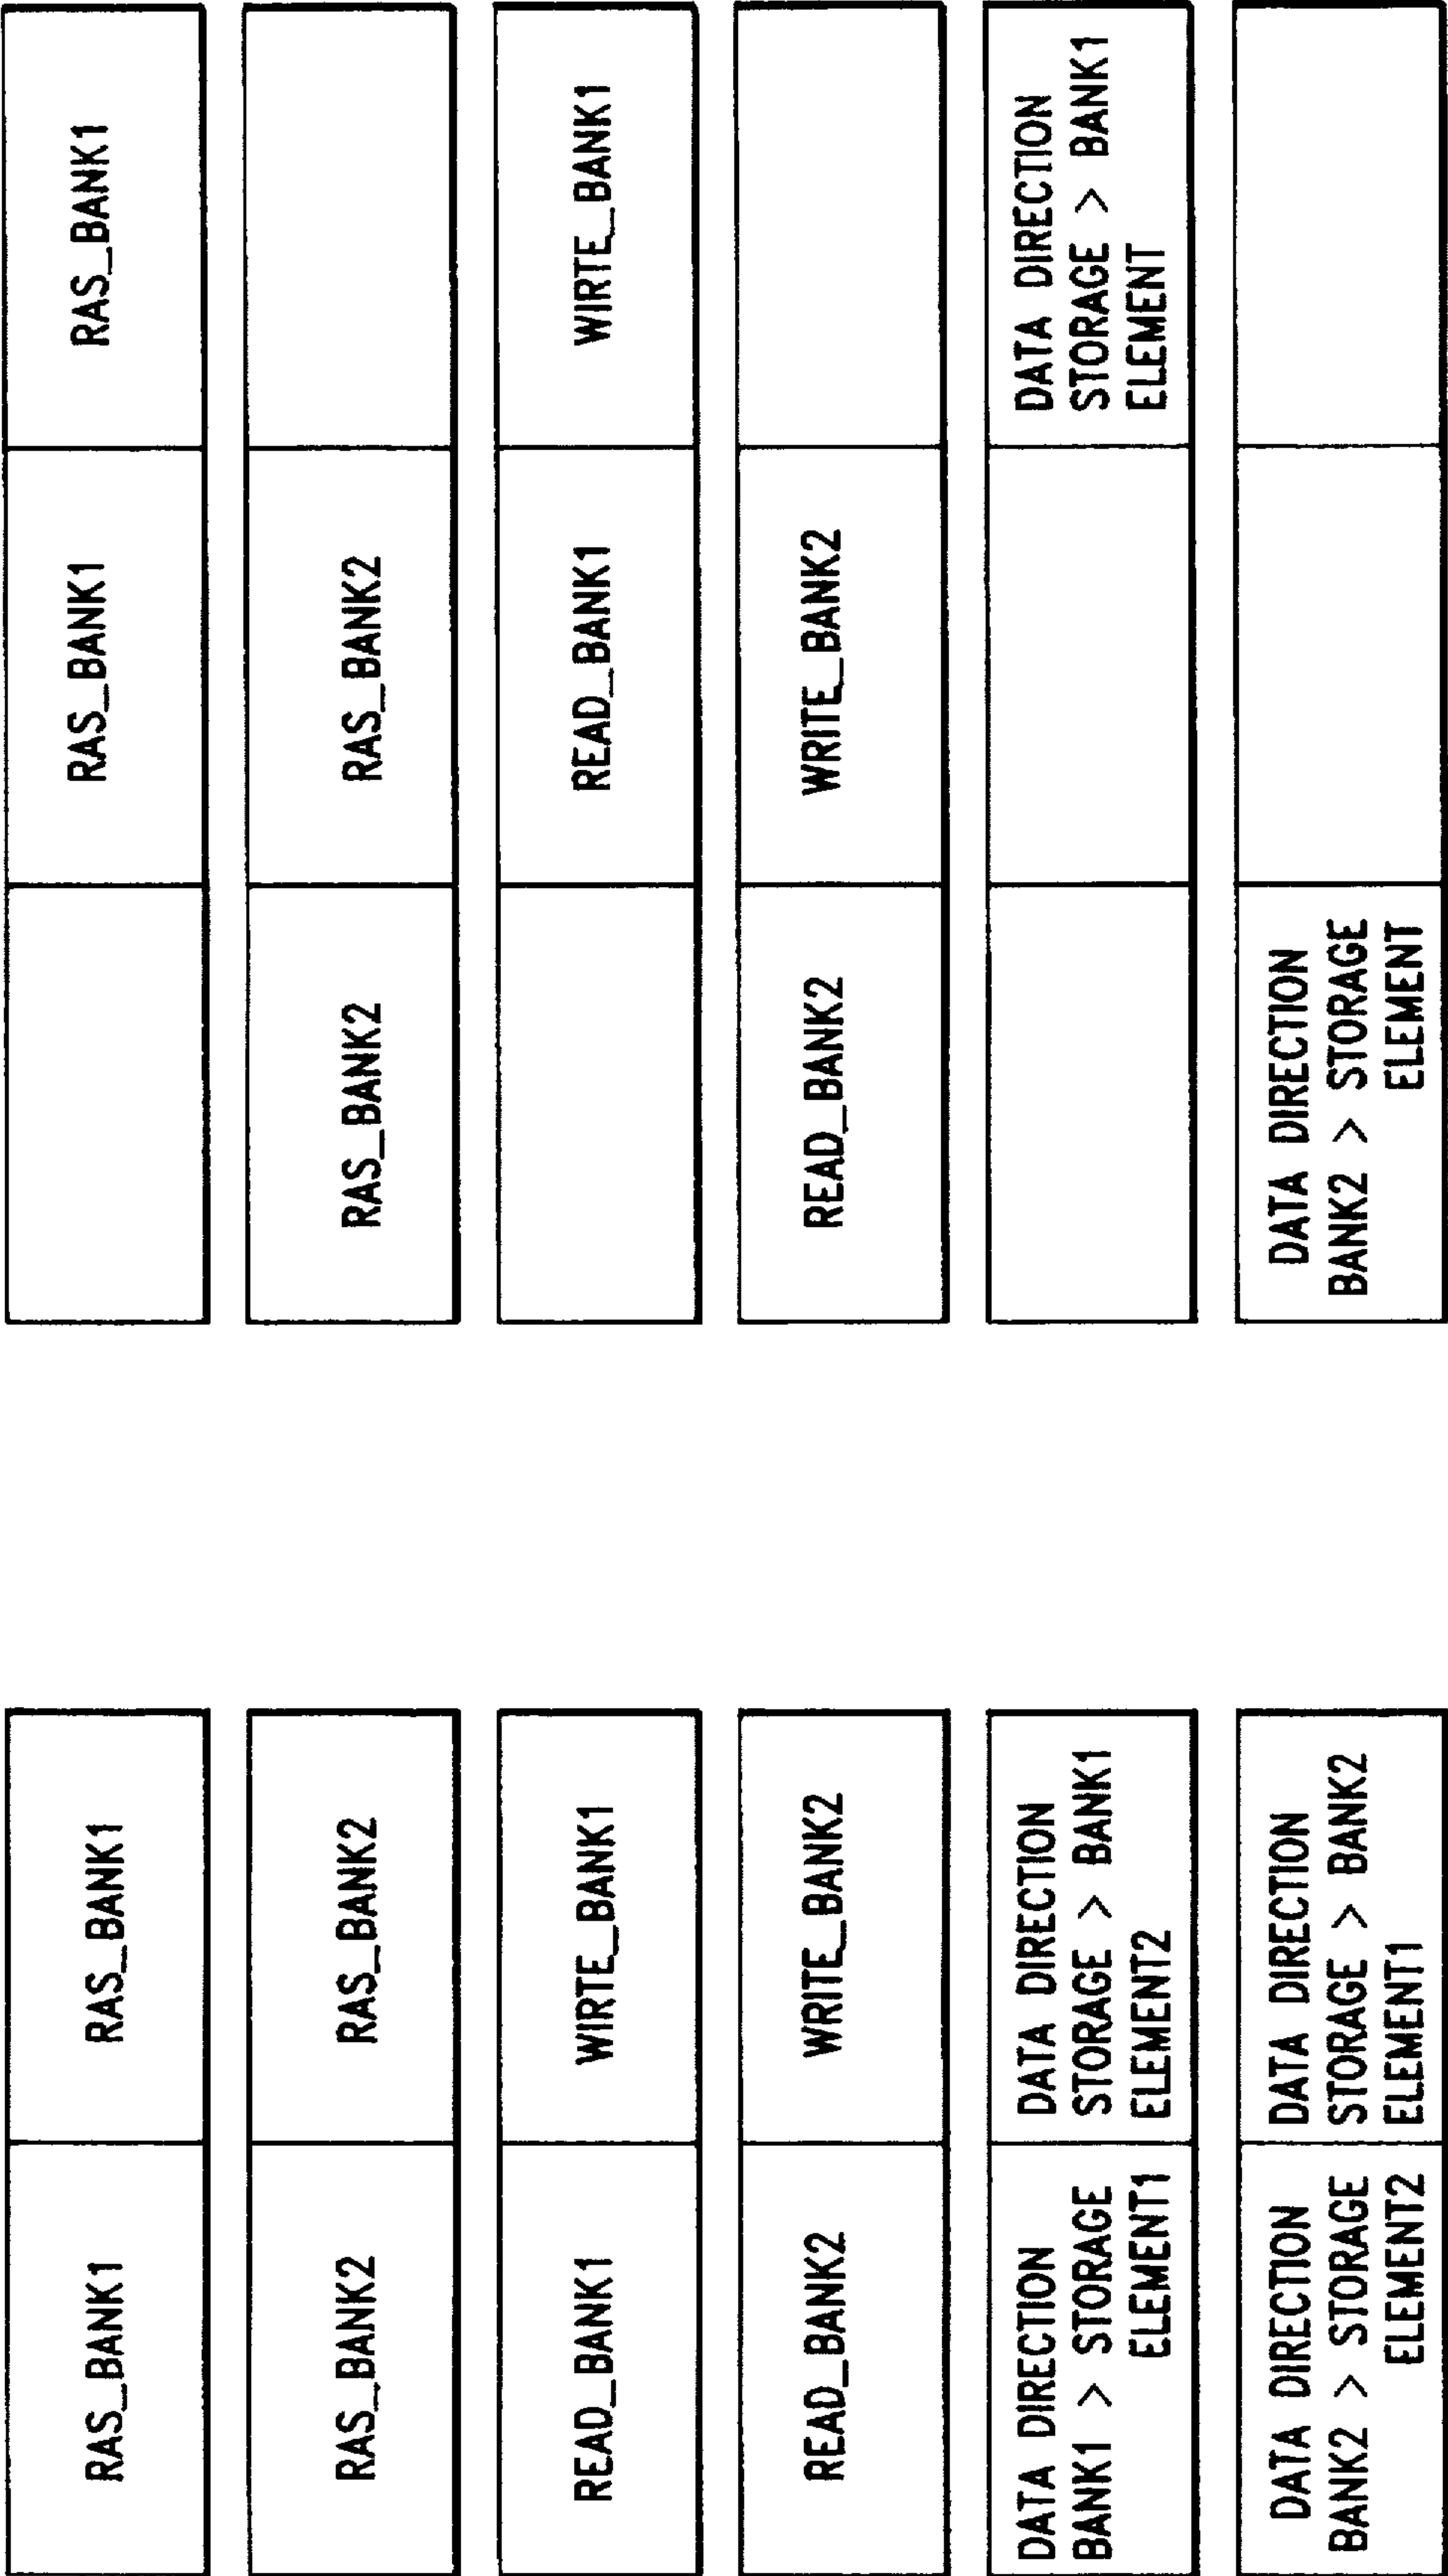 RAS_BANK1
RAS_BANK1
RAS_BANK2
RAS_BANK2
READ_BANK1
WIRTE_BANK1
READ_BANK2
WRITE_BANK2
DATA DIRECTION
BANK1 > STORAGE
ELEMENT1
DATA DIRECTION
STORAGE > BANK1
ELEMENT2
DATA DIRECTION
BANK2 > STORAGE
ELEMENT2
DATA DIRECTION
STORAGE > BANK2
ELEMENT1
RAS_BANK1
RAS_BANK1
RAS_BANK2
RAS_BANK2
READ_BANK1
WIRTE_BANK1
READ_BANK2
WRITE_BANK2
DATA DIRECTION
STORAGE > BANK1
ELEMENT
DATA DIRECTION
BANK2 > STORAGE
ELEMENT